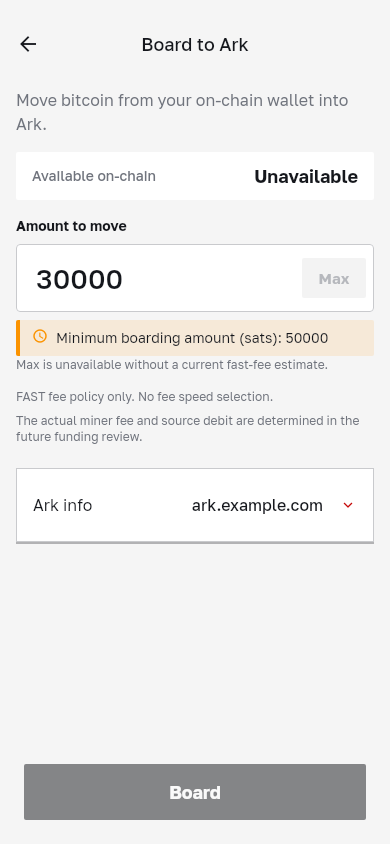 Board to Ark
Move bitcoin from your on-chain wallet into
Ark.
Available on-chain
Unavailable
Amount to move
30000
Max
Minimum boarding amount (sats): 50000
Max is unavailable without a current fast-fee estimate.
FAST fee policy only. No fee speed selection.
The actual miner fee and source debit are determined in the
future funding review.
Ark info
ark.example.com
Board